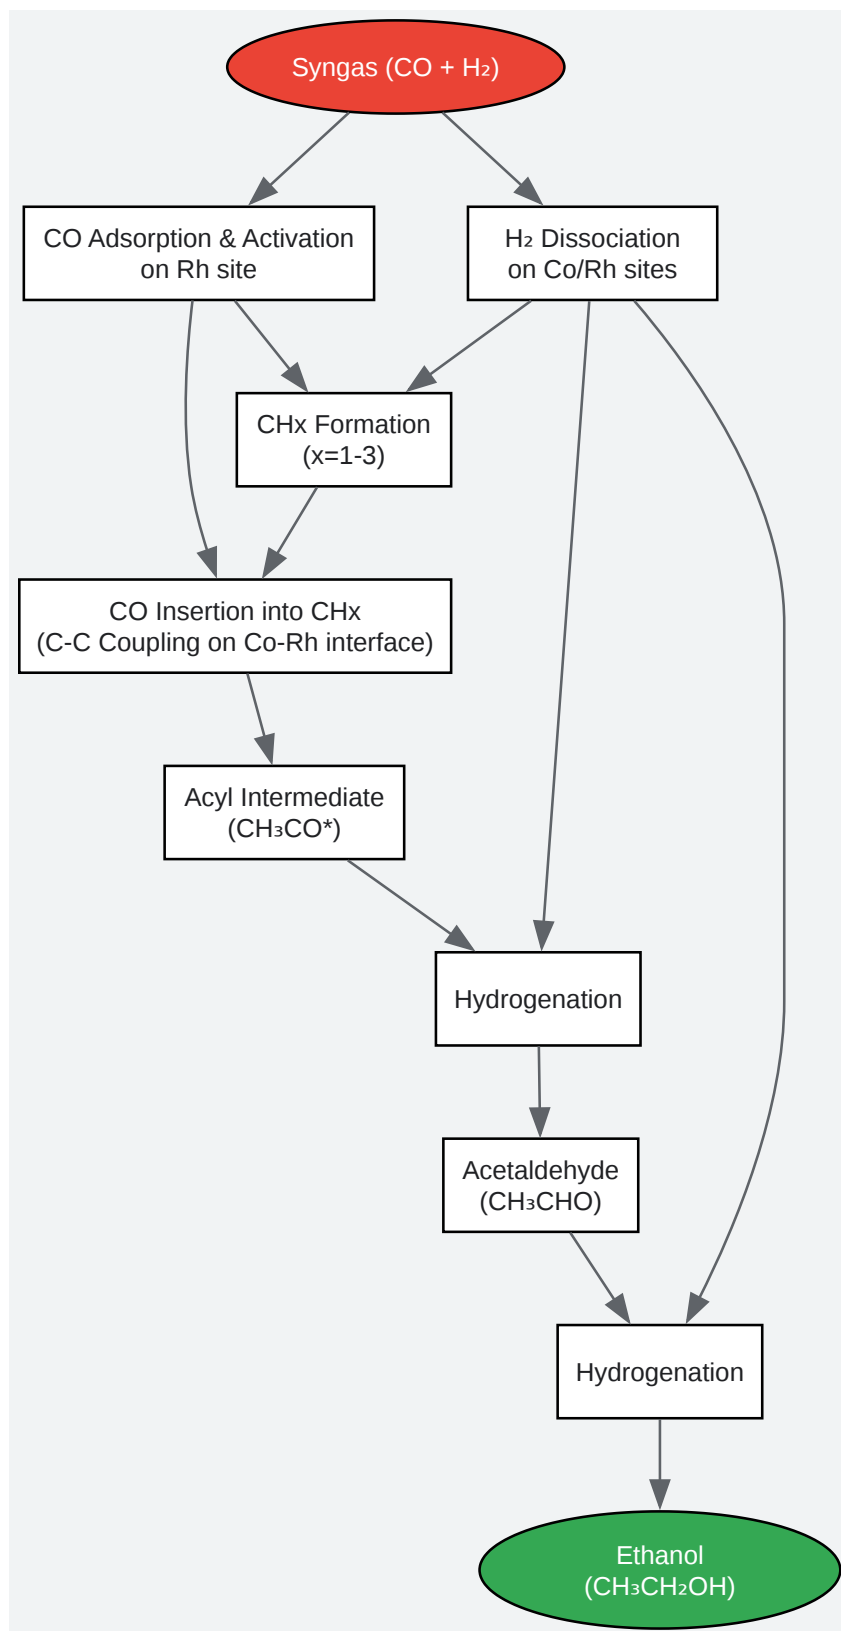 Syngas (CO + H₂)
CO Adsorption & Activation
on Rh site
H₂ Dissociation
on Co/Rh sites
CHx Formation
(x=1-3)
CO Insertion into CHx
(C-C Coupling on Co-Rh interface)
Acyl Intermediate
(CH₃CO*)
Hydrogenation
Acetaldehyde
(CH₃CHO)
Hydrogenation
Ethanol
(CH₃CH₂OH)